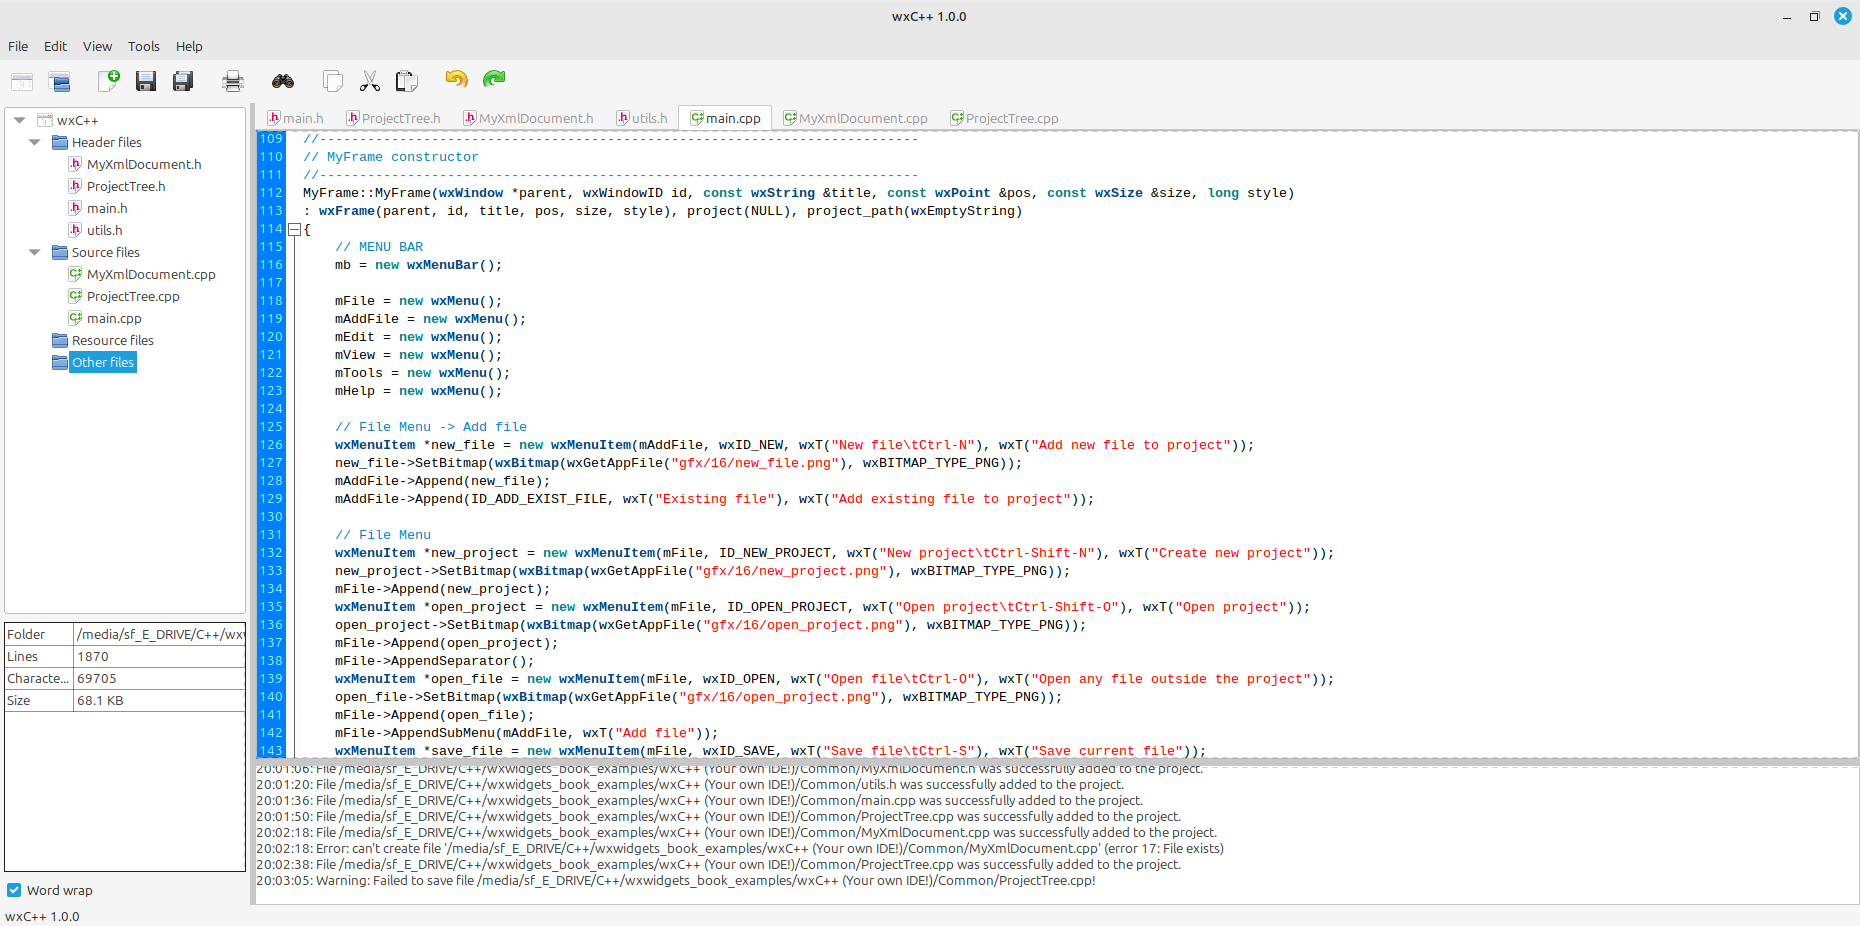 wxC++ 1.0.0
File Edit View Tools Help
wxC++
Header files
MyXmlDocument.h
ProjectTree.h
main.h
utils.h
Source files
MyXmlDocument.cpp
ProjectTree.cpp
main.cpp
Resource files
Other files
Folder /media/sf_E_DRIVE/C++/wx
Lines 1870
Characte... 69705
Size 68.1 KB
Word wrap
main.h ProjectTree.h MyXmlDocument.h utils.h main.cpp MyXmlDocument.cpp ProjectTree.cpp
109 //---------------------------------------------------------------------------
110 // MyFrame constructor
111 //---------------------------------------------------------------------------
112 MyFrame::MyFrame(wxWindow *parent, wxWindowID id, const wxString &title, const wxPoint &pos, const wxSize &size, long style)
113 : wxFrame(parent, id, title, pos, size, style), project(NULL), project_path(wxEmptyString)
114 {
115     // MENU BAR
116     mb = new wxMenuBar();
117
118     mFile = new wxMenu();
119     mAddFile = new wxMenu();
120     mEdit = new wxMenu();
121     mView = new wxMenu();
122     mTools = new wxMenu();
123     mHelp = new wxMenu();
124
125     // File Menu -> Add file
126     wxMenuItem *new_file = new wxMenuItem(mAddFile, wxID_NEW, wxT("New file\tCtrl-N"), wxT("Add new file to project"));
127     new_file->SetBitmap(wxBitmap(wxGetAppFile("gfx/16/new_file.png"), wxBITMAP_TYPE_PNG));
128     mAddFile->Append(new_file);
129     mAddFile->Append(ID_ADD_EXIST_FILE, wxT("Existing file"), wxT("Add existing file to project"));
130
131     // File Menu
132     wxMenuItem *new_project = new wxMenuItem(mFile, ID_NEW_PROJECT, wxT("New project\tCtrl-Shift-N"), wxT("Create new project"));
133     new_project->SetBitmap(wxBitmap(wxGetAppFile("gfx/16/new_project.png"), wxBITMAP_TYPE_PNG));
134     mFile->Append(new_project);
135     wxMenuItem *open_project = new wxMenuItem(mFile, ID_OPEN_PROJECT, wxT("Open project\tCtrl-Shift-O"), wxT("Open project"));
136     open_project->SetBitmap(wxBitmap(wxGetAppFile("gfx/16/open_project.png"), wxBITMAP_TYPE_PNG));
137     mFile->Append(open_project);
138     mFile->AppendSeparator();
139     wxMenuItem *open_file = new wxMenuItem(mFile, wxID_OPEN, wxT("Open file\tCtrl-O"), wxT("Open any file outside the project"));
140     open_file->SetBitmap(wxBitmap(wxGetAppFile("gfx/16/open_project.png"), wxBITMAP_TYPE_PNG));
141     mFile->Append(open_file);
142     mFile->AppendSubMenu(mAddFile, wxT("Add file"));
143     wxMenuItem *save_file = new wxMenuItem(mFile, wxID_SAVE, wxT("Save file\tCtrl-S"), wxT("Save current file"));
20:01:06: File /media/sf_E_DRIVE/C++/wxwidgets_book_examples/wxC++ (Your own IDE!)/Common/MyXmlDocument.h was successfully added to the project.
20:01:20: File /media/sf_E_DRIVE/C++/wxwidgets_book_examples/wxC++ (Your own IDE!)/Common/utils.h was successfully added to the project.
20:01:36: File /media/sf_E_DRIVE/C++/wxwidgets_book_examples/wxC++ (Your own IDE!)/Common/main.cpp was successfully added to the project.
20:01:50: File /media/sf_E_DRIVE/C++/wxwidgets_book_examples/wxC++ (Your own IDE!)/Common/ProjectTree.cpp was successfully added to the project.
20:02:18: File /media/sf_E_DRIVE/C++/wxwidgets_book_examples/wxC++ (Your own IDE!)/Common/MyXmlDocument.cpp was successfully added to the project.
20:02:18: Error: can't create file '/media/sf_E_DRIVE/C++/wxwidgets_book_examples/wxC++ (Your own IDE!)/Common/MyXmlDocument.cpp' (error 17: File exists)
20:02:38: File /media/sf_E_DRIVE/C++/wxwidgets_book_examples/wxC++ (Your own IDE!)/Common/ProjectTree.cpp was successfully added to the project.
20:03:05: Warning: Failed to save file /media/sf_E_DRIVE/C++/wxwidgets_book_examples/wxC++ (Your own IDE!)/Common/ProjectTree.cpp!
wxC++ 1.0.0